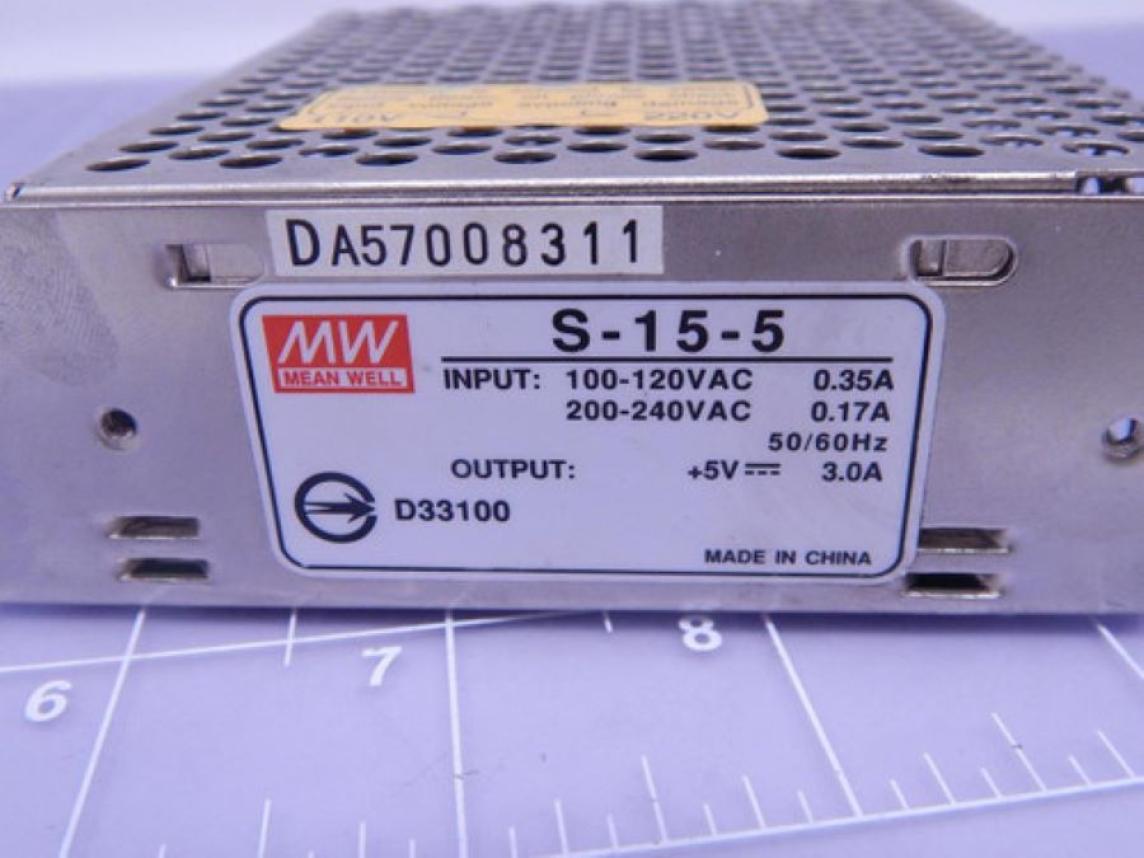 DA57008311
MW
MEAN WELL
S-15-5
INPUT: 100-120VAC 0.35A
200-240VAC 0.17A
50/60Hz
OUTPUT: +5V⎓ 3.0A
D33100
MADE IN CHINA
6 7 8